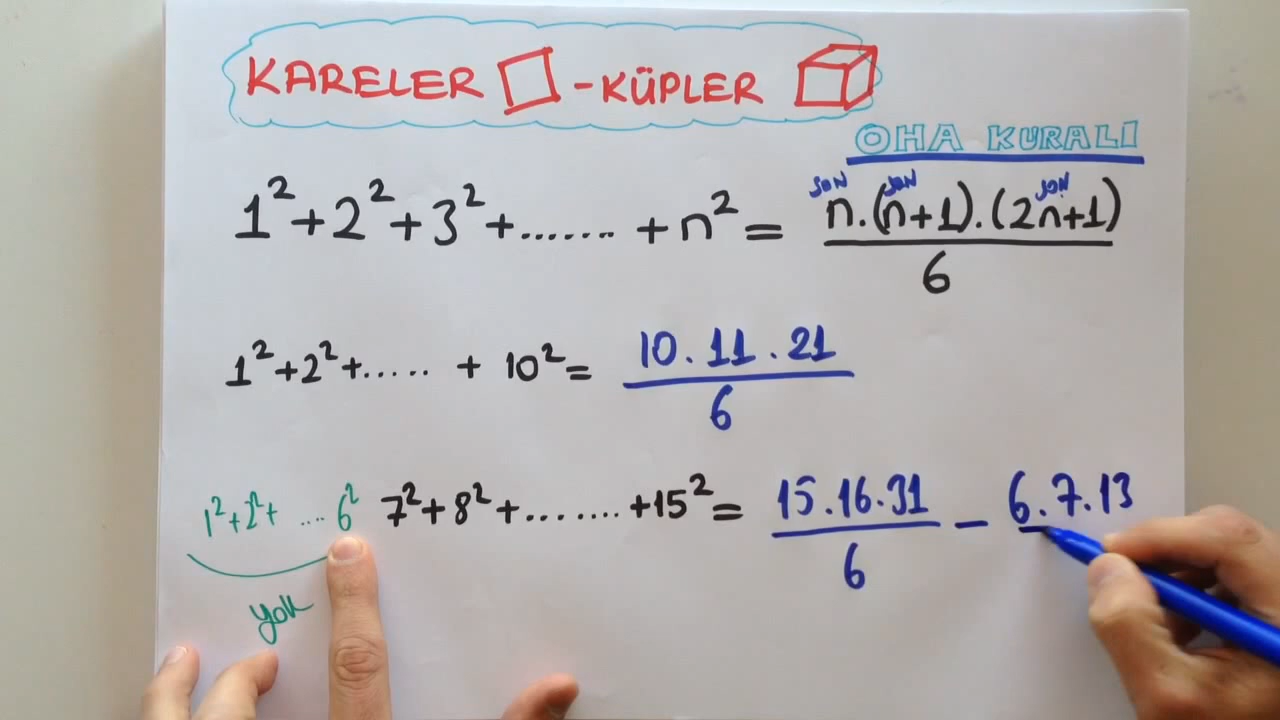 KARELER - KÜPLER
OHA KURALI
son son son
1² + 2² + 3² + ....... + n² = n.(n+1).(2n+1)
6
1² + 2² + ..... + 10² = 10.11.21
6
1² + 2² + .... 6² 7² + 8² + ........ + 15² = 15.16.31 - 6.7.13
6
yok